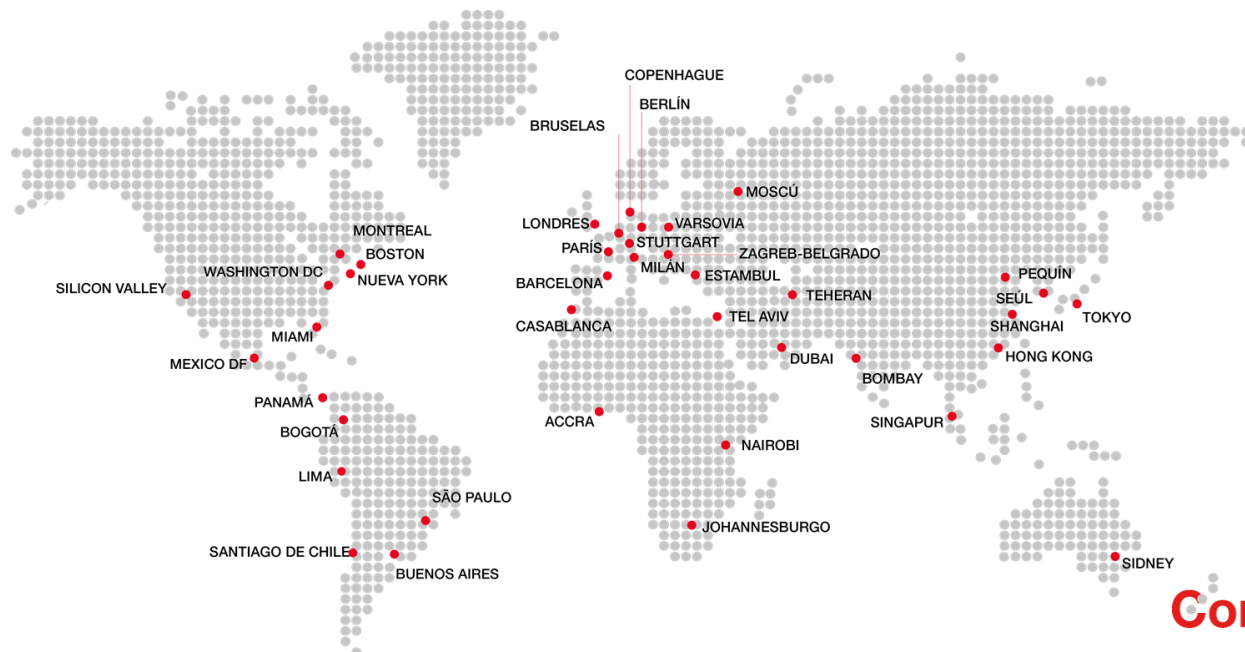 COPENHAGUE
BERLÍN
BRUSELAS
MOSCÚ
LONDRES
VARSOVIA
MONTREAL
STUTTGART
PARÍS
BOSTON
ZAGREB-BELGRADO
MILÁN
WASHINGTON DC
NUEVA YORK
ESTAMBUL
PEQUÍN
BARCELONA
SILICON VALLEY
TEHERAN
SEÚL
TOKYO
CASABLANCA
TEL AVIV
SHANGHAI
MIAMI
DUBAI
HONG KONG
MEXICO DF
BOMBAY
PANAMÁ
ACCRA
SINGAPUR
BOGOTÁ
NAIROBI
LIMA
SÃO PAULO
JOHANNESBURGO
SANTIAGO DE CHILE
SIDNEY
BUENOS AIRES